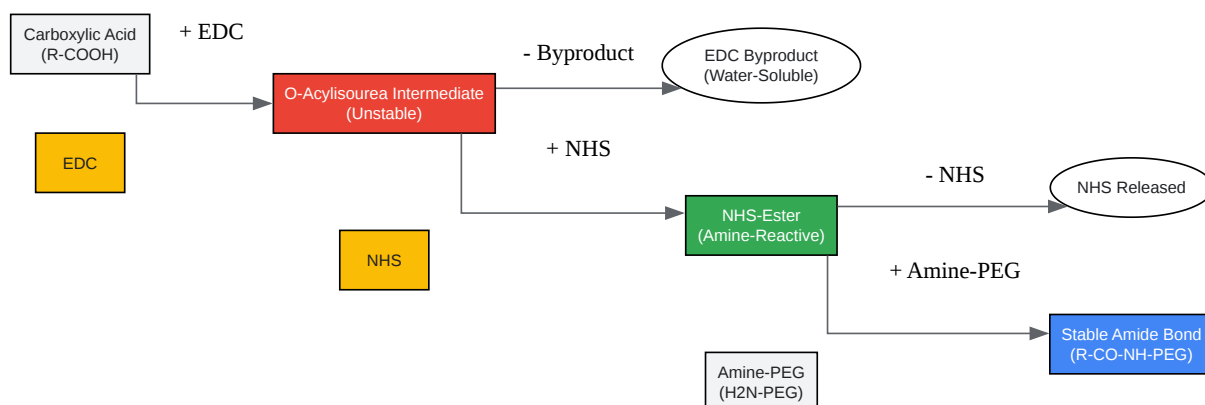 Carboxylic Acid
(R-COOH)
+ EDC
O-Acylisourea Intermediate
(Unstable)
- Byproduct
EDC Byproduct
(Water-Soluble)
EDC
+ NHS
NHS
NHS-Ester
(Amine-Reactive)
- NHS
NHS Released
+ Amine-PEG
Stable Amide Bond
(R-CO-NH-PEG)
Amine-PEG
(H2N-PEG)